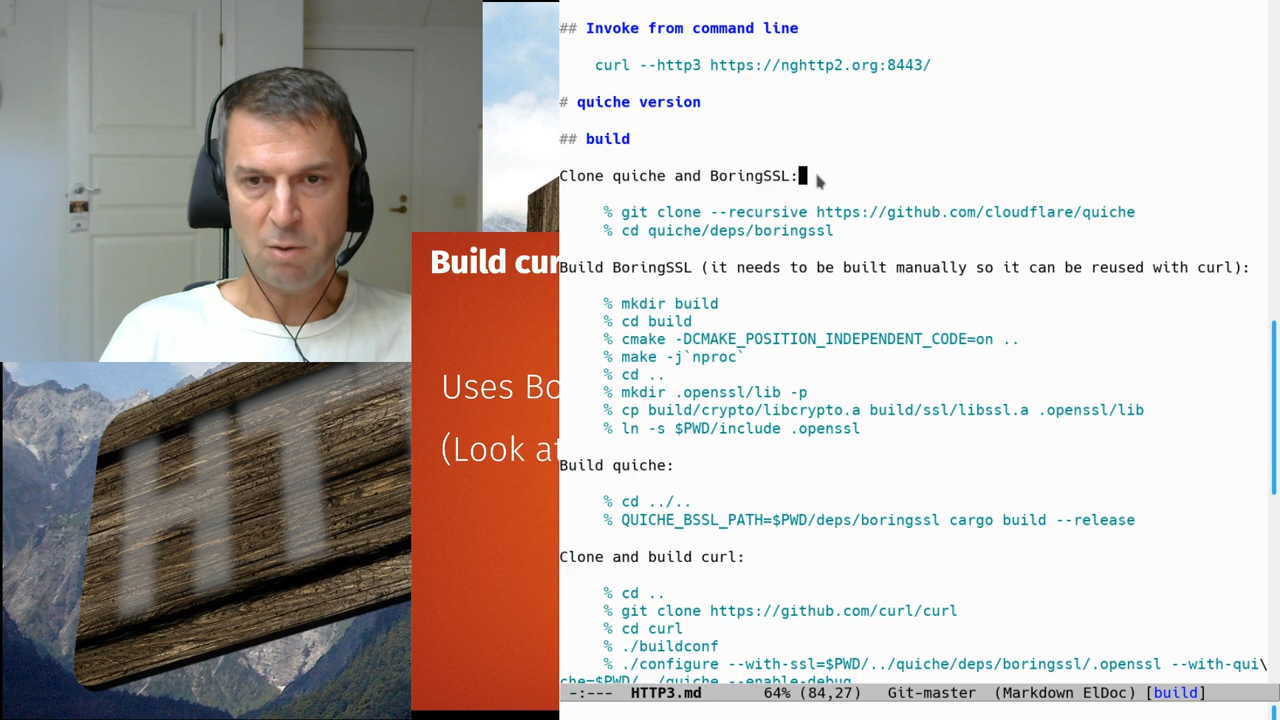 ## Invoke from command line
curl --http3 https://nghttp2.org:8443/
# quiche version
## build
Clone quiche and BoringSSL:
% git clone --recursive https://github.com/cloudflare/quiche
% cd quiche/deps/boringssl
Build BoringSSL (it needs to be built manually so it can be reused with curl):
% mkdir build
% cd build
% cmake -DCMAKE_POSITION_INDEPENDENT_CODE=on ..
% make -j`nproc`
% cd ..
% mkdir .openssl/lib -p
% cp build/crypto/libcrypto.a build/ssl/libssl.a .openssl/lib
% ln -s $PWD/include .openssl
Build quiche:
% cd ../..
% QUICHE_BSSL_PATH=$PWD/deps/boringssl cargo build --release
Clone and build curl:
% cd ..
% git clone https://github.com/curl/curl
% cd curl
% ./buildconf
% ./configure --with-ssl=$PWD/../quiche/deps/boringssl/.openssl --with-qui\
che=$PWD/../quiche --enable-debug
-:--- HTTP3.md 64% (84,27) Git-master (Markdown ElDoc) [build]
Build cur
Uses Bo
(Look at
HT